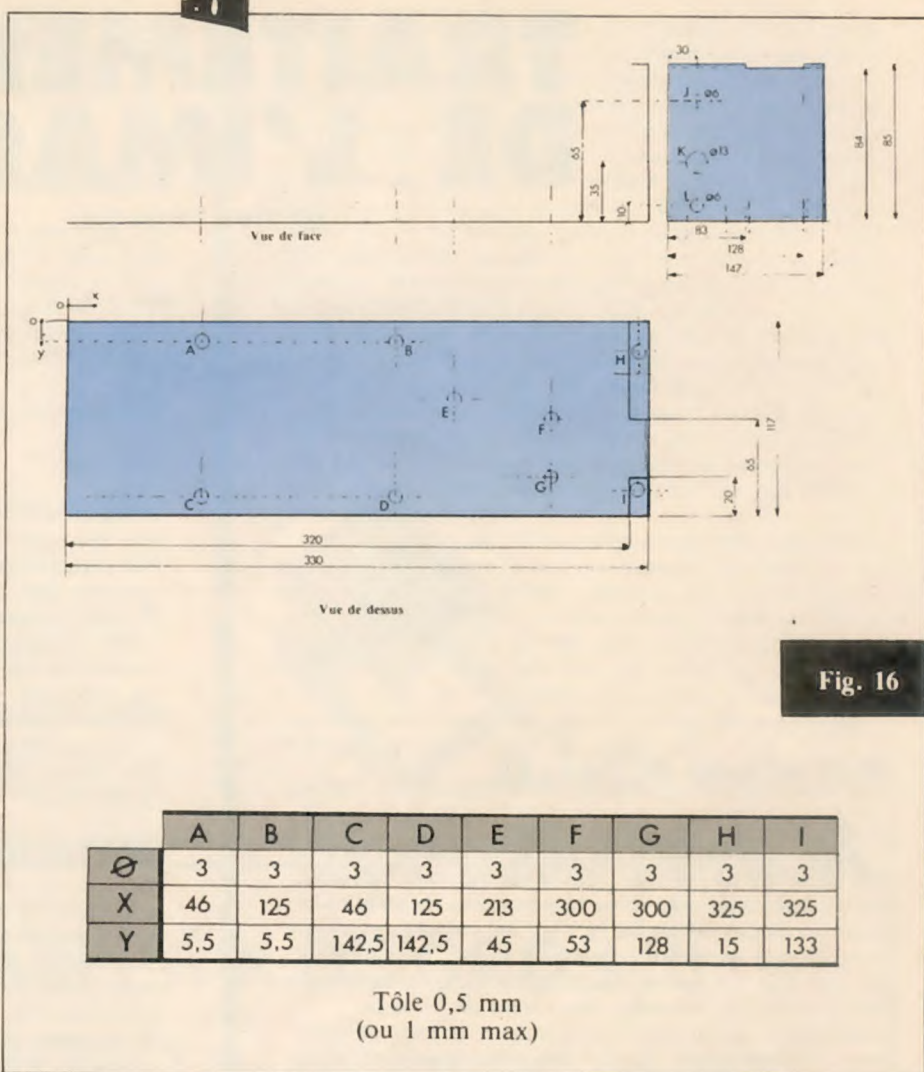 30
J ø6
K ø13
L ø6
65
35
10
84
85
83
128
147
Vue de face
o x
o
y
A
B
C
D
E
F
G
H
I
117
65
20
320
330
Vue de dessus
Fig. 16
A B C D E F G H I
Ø 3 3 3 3 3 3 3 3 3
X 46 125 46 125 213 300 300 325 325
Y 5,5 5,5 142,5 142,5 45 53 128 15 133
Tôle 0,5 mm
(ou 1 mm max)